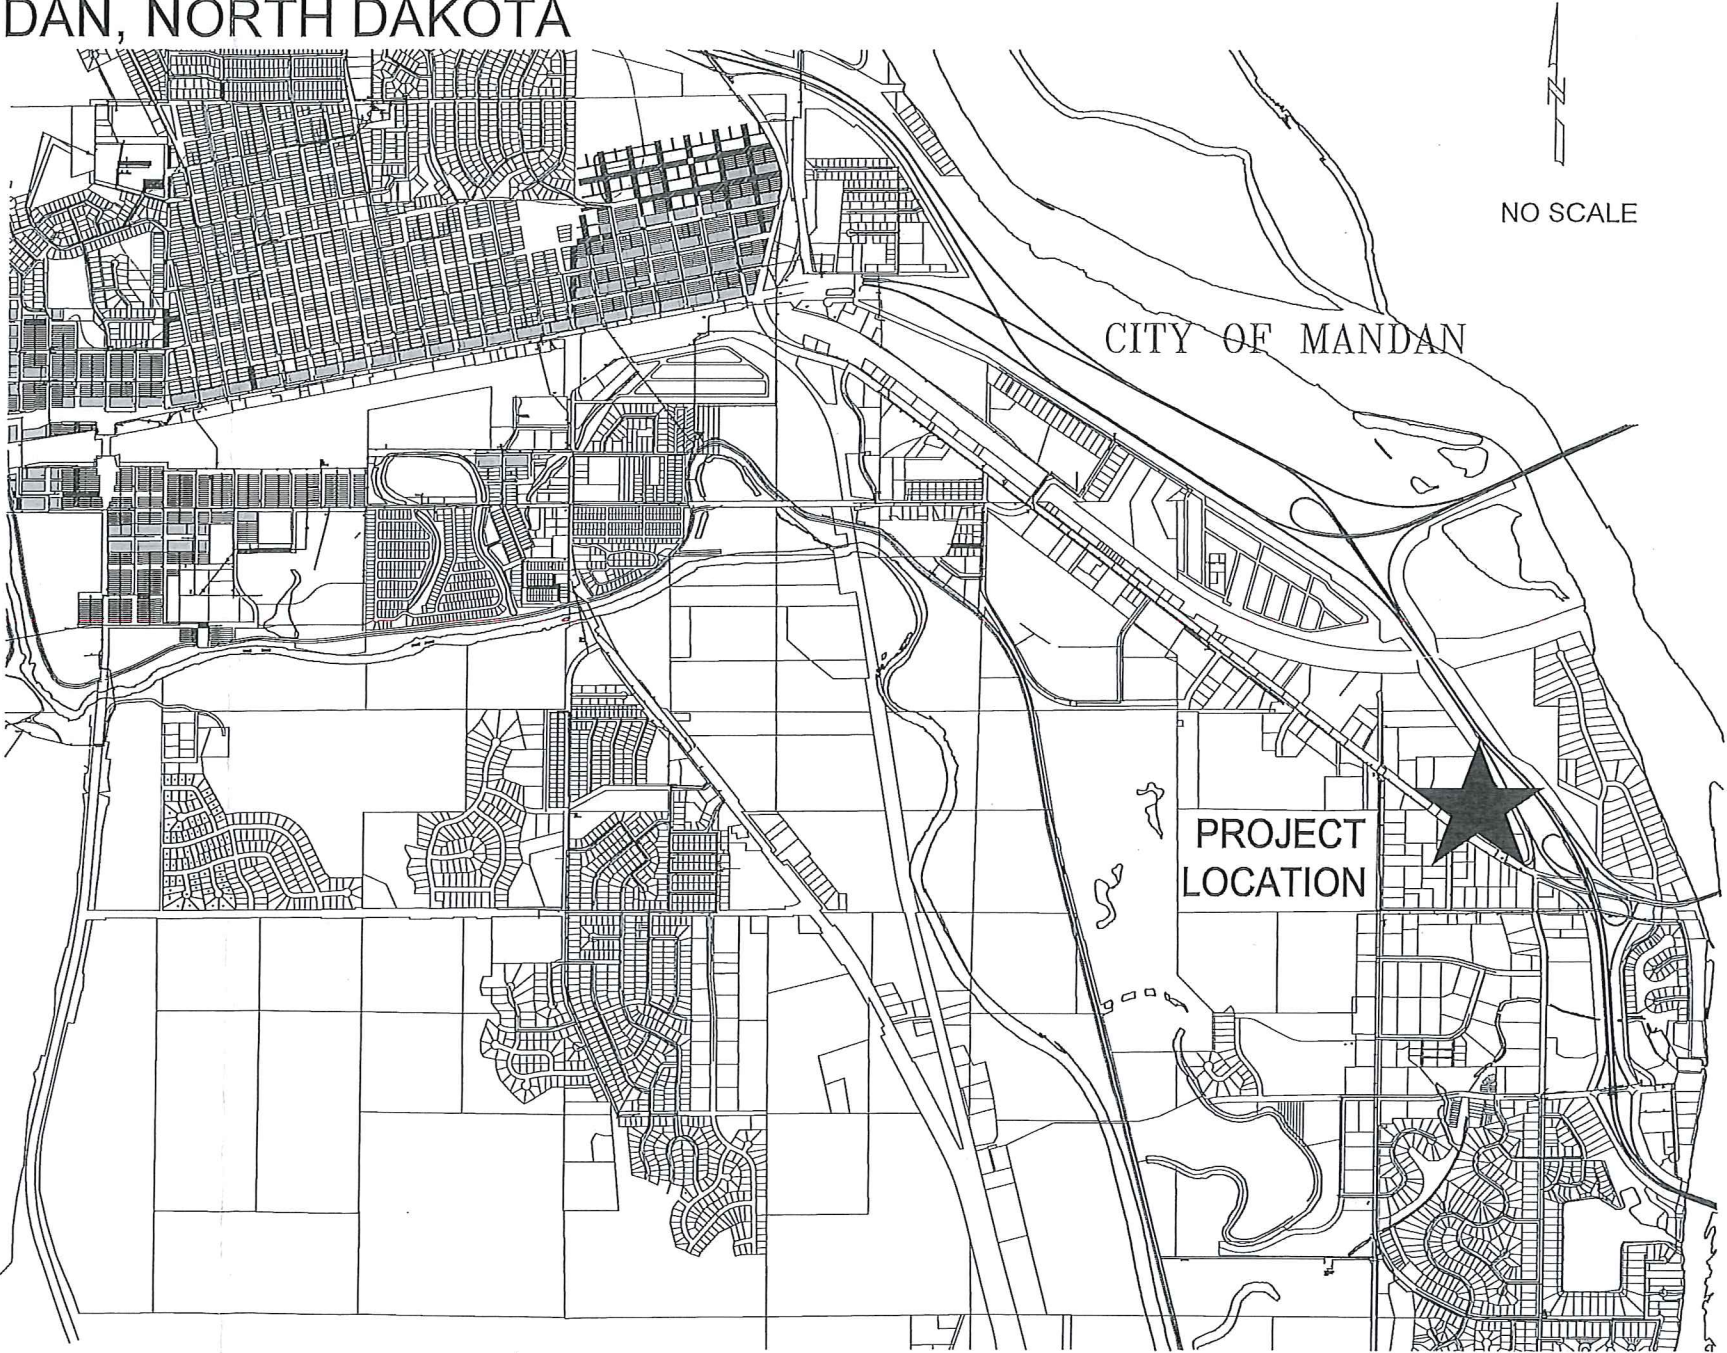 DAN, NORTH DAKOTA
N
NO SCALE
CITY OF MANDAN
PROJECT
LOCATION